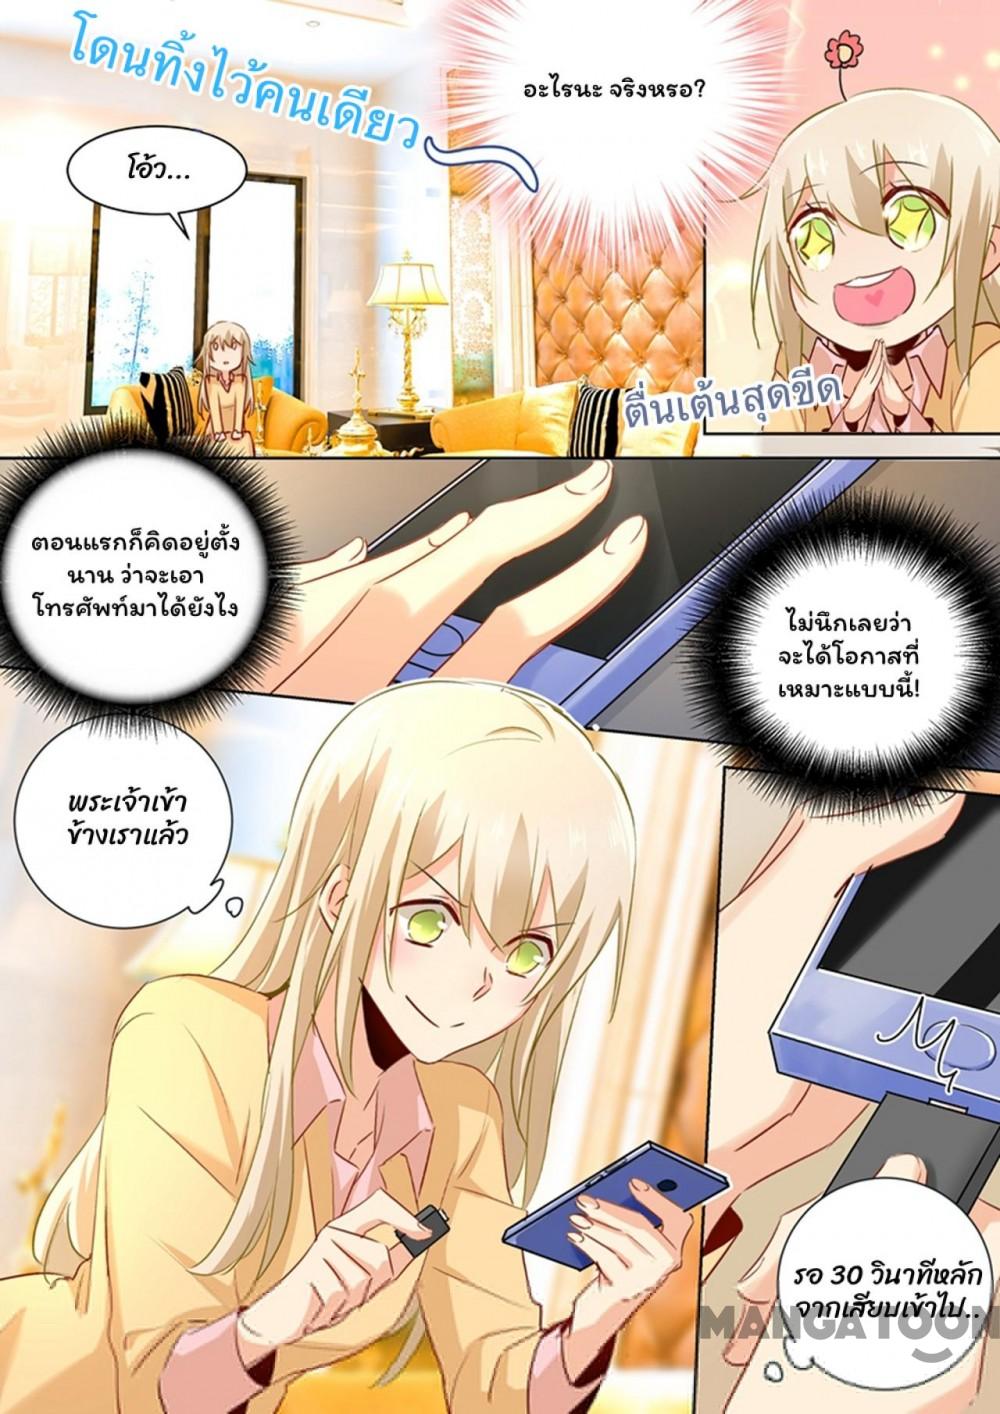 โดนทิ้งไว้คนเดียว
โอ้ว...
อะไรนะ จริงหรอ?
ตื่นเต้นสุดขีด
ตอนแรกก็คิดอยู่ตั้ง
นาน ว่าจะเอา
โทรศัพท์มาได้ยังไง
ไม่นึกเลยว่า
จะได้โอกาสที่
เหมาะแบบนี้!
พระเจ้าเข้า
ข้างเราแล้ว
รอ 30 วินาทีหลัก
จากเสียบเข้าไป..
MANGATOON